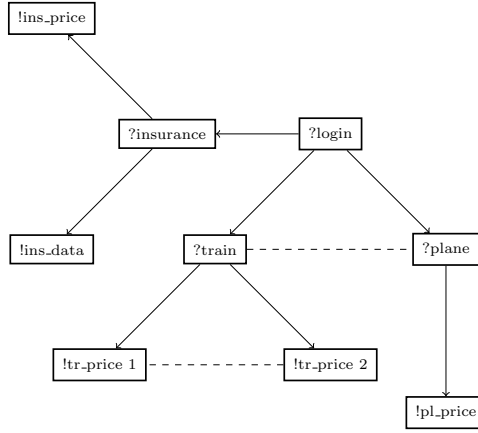 !ins_price
?insurance
?login
!ins_data
?train
?plane
!tr_price 1
!tr_price 2
!pl_price